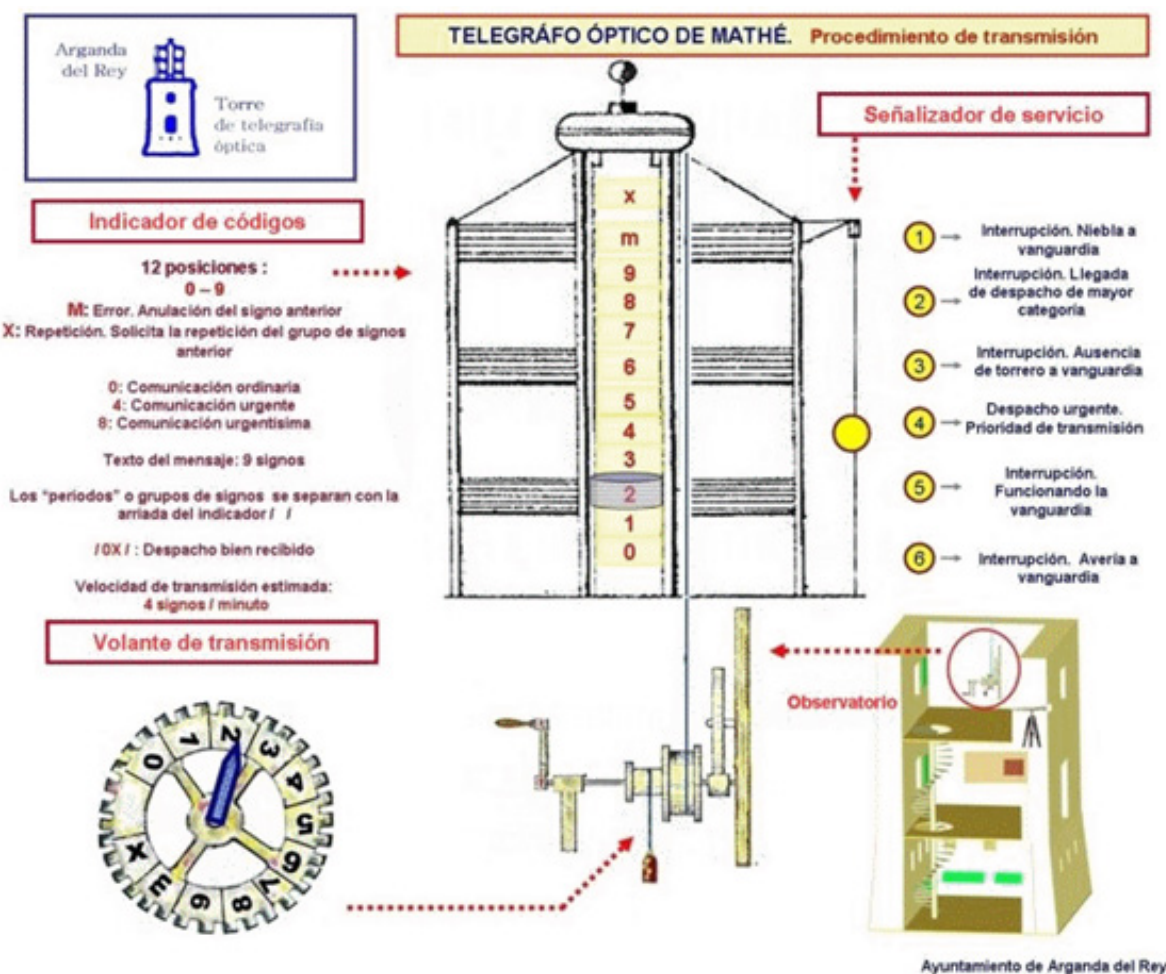 Arganda
del Rey
Torre
de telegrafia
óptica
TELEGRÁFO ÓPTICO DE MATHÉ. Procedimiento de transmisión
Señalizador de servicio
Indicador de códigos
12 posiciones :
0 – 9
M: Error. Anulación del signo anterior
X: Repetición. Solicita la repetición del grupo de signos
anterior
0: Comunicación ordinaria
4: Comunicación urgente
8: Comunicación urgentísima
Texto del mensaje: 9 signos
Los "periodos" o grupos de signos se separan con la
arriada del indicador / /
/ 0X / : Despacho bien recibido
Velocidad de transmisión estimada:
4 signos / minuto
x
m
9
8
7
6
5
4
3
2
1
0
1 Interrupción. Niebla a
vanguardia
2 Interrupción. Llegada
de despacho de mayor
categoría
3 Interrupción. Ausencia
de torrero a vanguardia
4 Despacho urgente.
Prioridad de transmisión
5 Interrupción.
Funcionando la
vanguardia
6 Interrupción. Avería a
vanguardia
Volante de transmisión
0
1
2
3
4
5
6
7
8
9
m
X
Observatorio
Ayuntamiento de Arganda del Rey